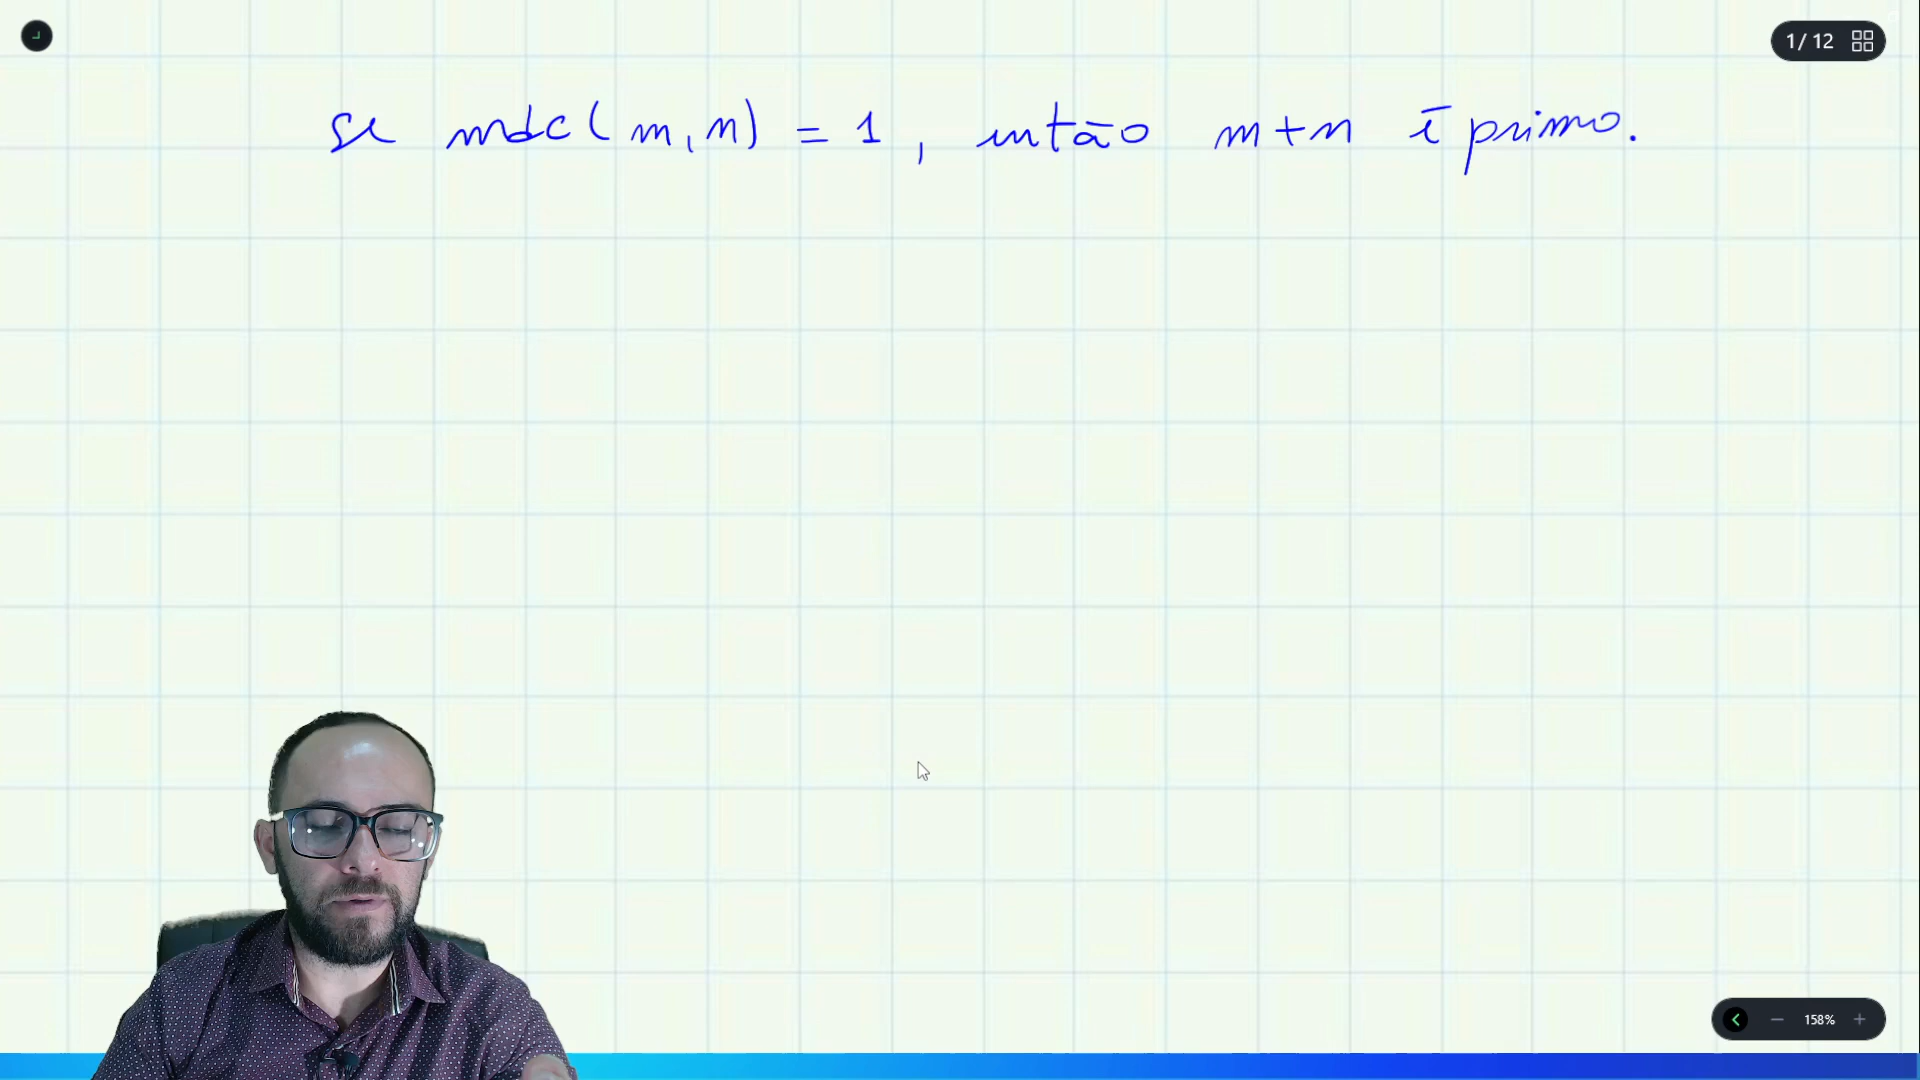 1/12
se mdc(m,n) = 1, então m+n é primo.
158%